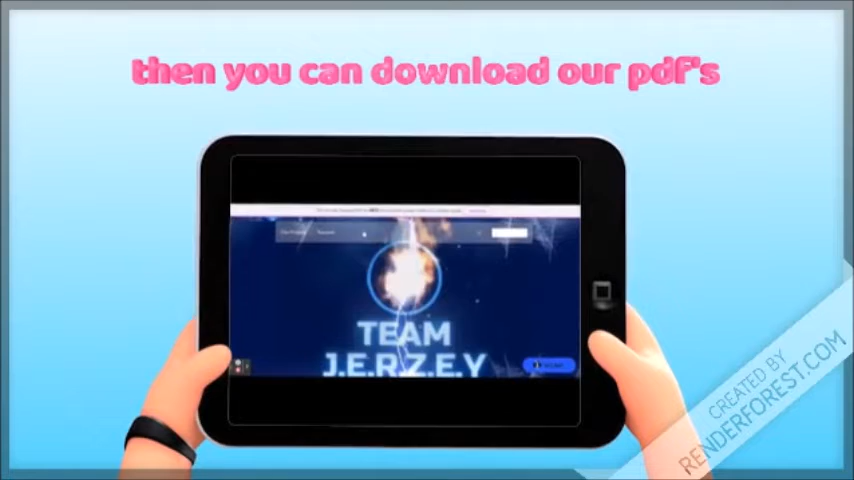 then you can download our pdf's
TEAM
J.E.R.Z.E.Y
CREATED BY
RENDERFOREST.COM